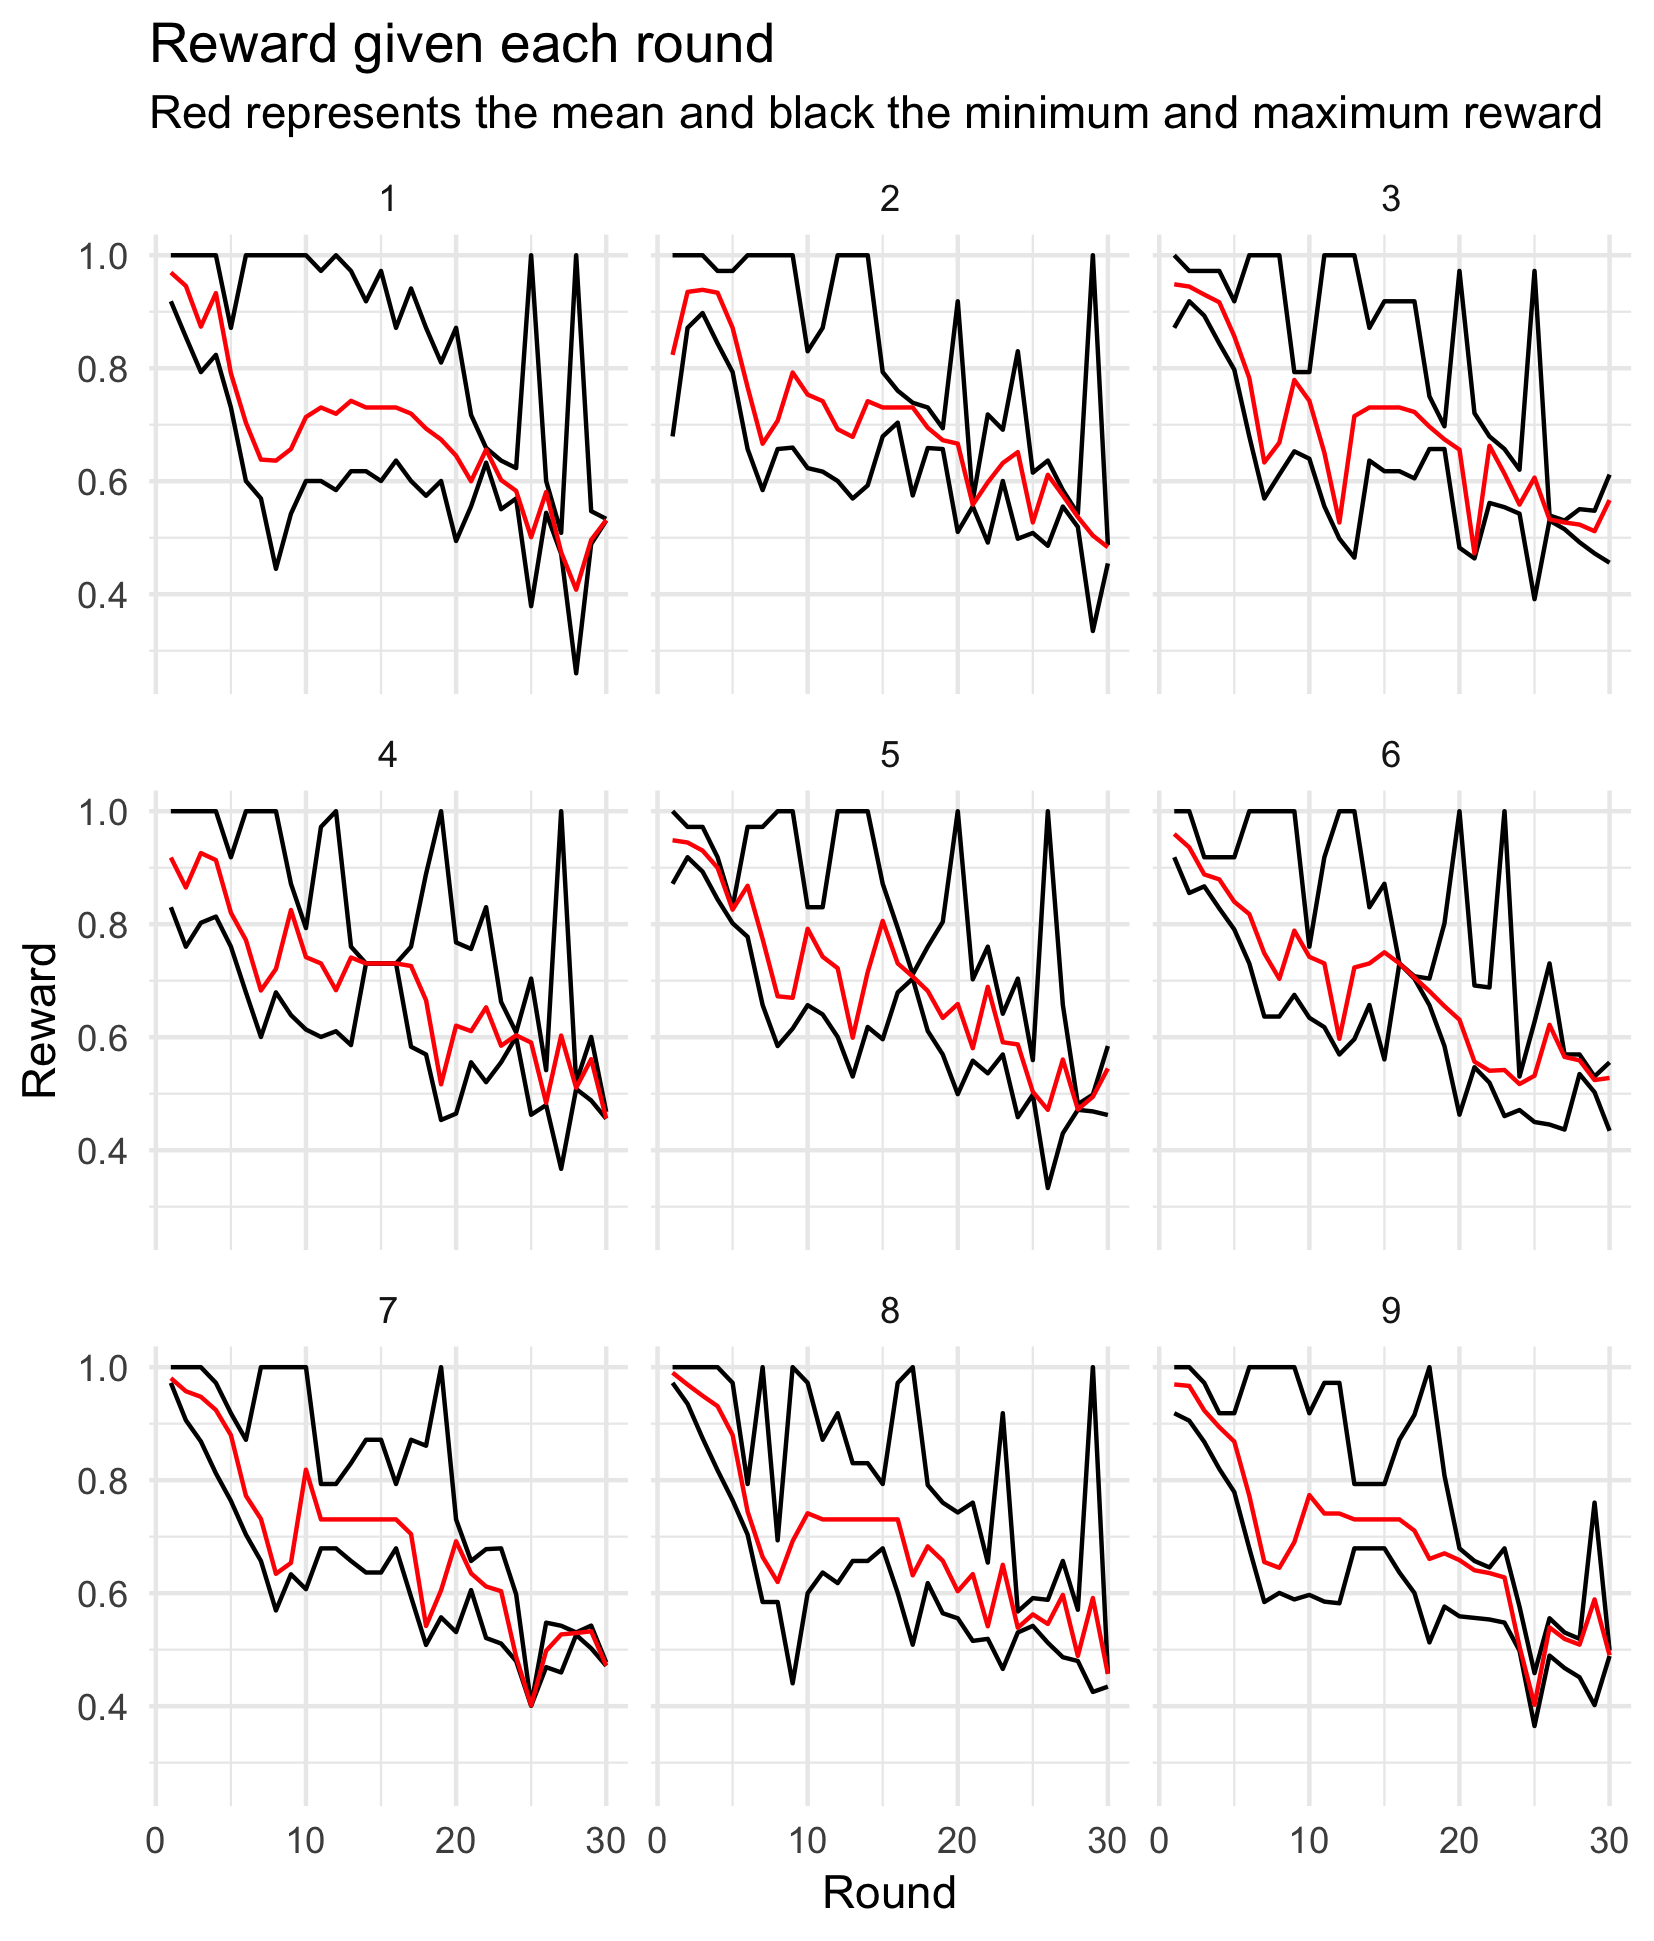 Reward given each round
Red represents the mean and black the minimum and maximum reward
1 2 3
1.0
0.8
0.6
0.4
4 5 6
1.0
0.8
0.6
0.4
Reward
7 8 9
1.0
0.8
0.6
0.4
0 10 20 30 0 10 20 30 0 10 20 30
Round